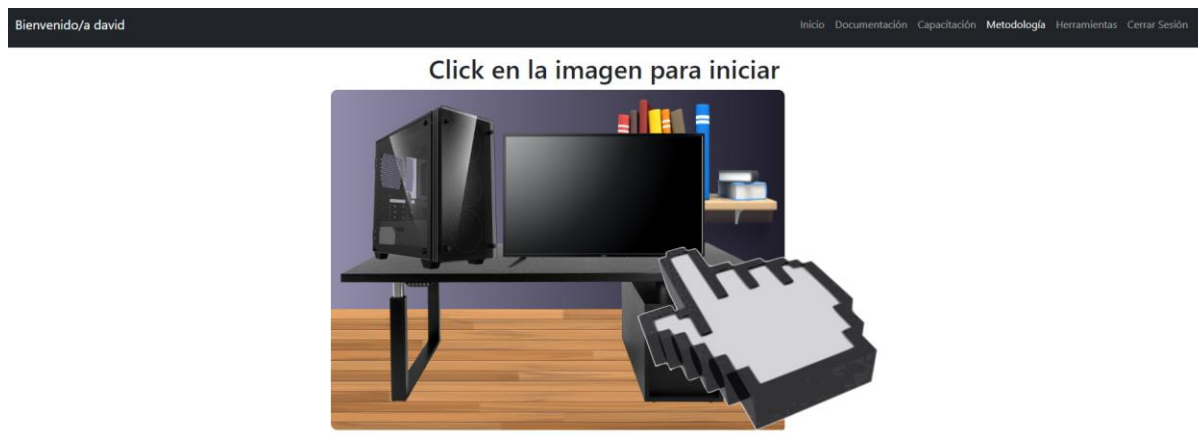 Bienvenido/a david
Inicio Documentación Capacitación Metodología Herramientas Cerrar Sesión
Click en la imagen para iniciar